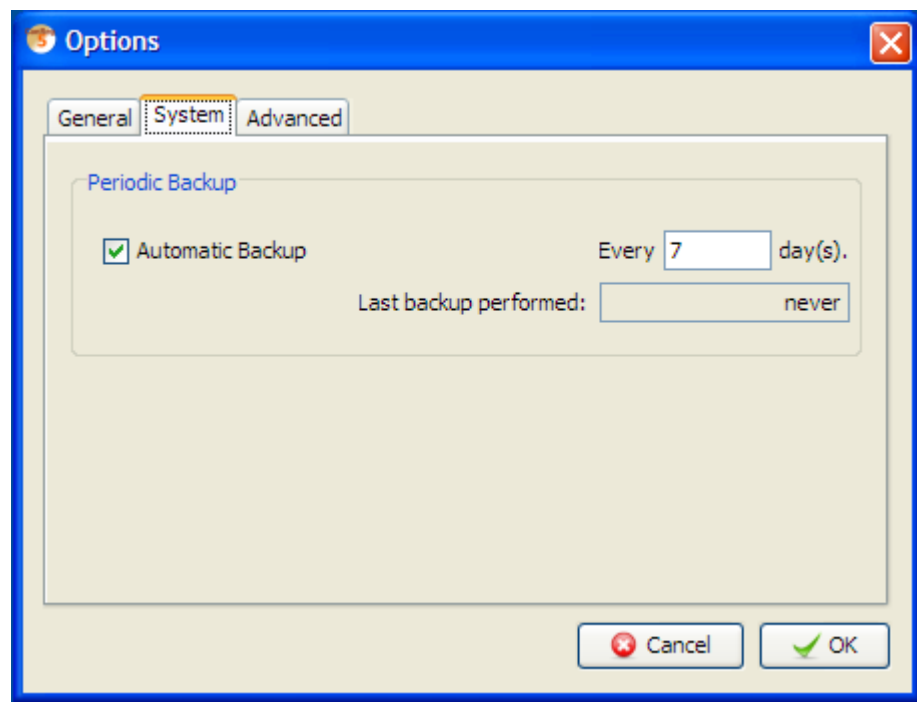 Options
General System Advanced
Periodic Backup
Automatic Backup Every 7 day(s).
Last backup performed: never
Cancel OK